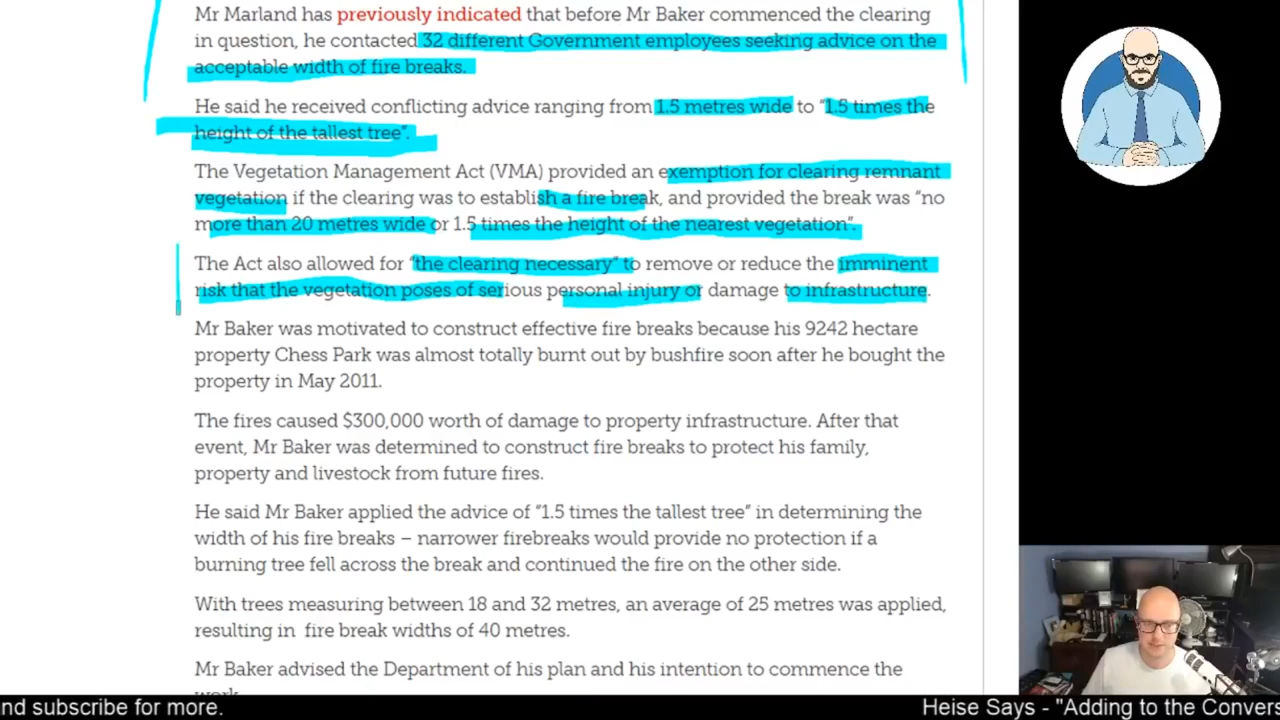 Mr Marland has previously indicated that before Mr Baker commenced the clearing
in question, he contacted 32 different Government employees seeking advice on the
acceptable width of fire breaks.
He said he received conflicting advice ranging from 1.5 metres wide to “1.5 times the
height of the tallest tree”.
The Vegetation Management Act (VMA) provided an exemption for clearing remnant
vegetation if the clearing was to establish a fire break, and provided the break was “no
more than 20 metres wide or 1.5 times the height of the nearest vegetation”.
The Act also allowed for “the clearing necessary” to remove or reduce the imminent
risk that the vegetation poses of serious personal injury or damage to infrastructure.
Mr Baker was motivated to construct effective fire breaks because his 9242 hectare
property Chess Park was almost totally burnt out by bushfire soon after he bought the
property in May 2011.
The fires caused $300,000 worth of damage to property infrastructure. After that
event, Mr Baker was determined to construct fire breaks to protect his family,
property and livestock from future fires.
He said Mr Baker applied the advice of “1.5 times the tallest tree” in determining the
width of his fire breaks – narrower firebreaks would provide no protection if a
burning tree fell across the break and continued the fire on the other side.
With trees measuring between 18 and 32 metres, an average of 25 metres was applied,
resulting in fire break widths of 40 metres.
Mr Baker advised the Department of his plan and his intention to commence the
work.
nd subscribe for more.
Heise Says - "Adding to the Convers